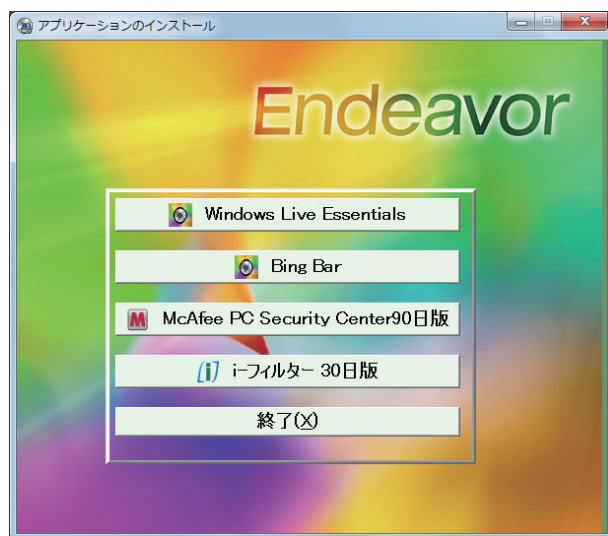 アプリケーションのインストール
Endeavor
Windows Live Essentials
Bing Bar
McAfee PC Security Center90日版
i-フィルター 30日版
終了(X)